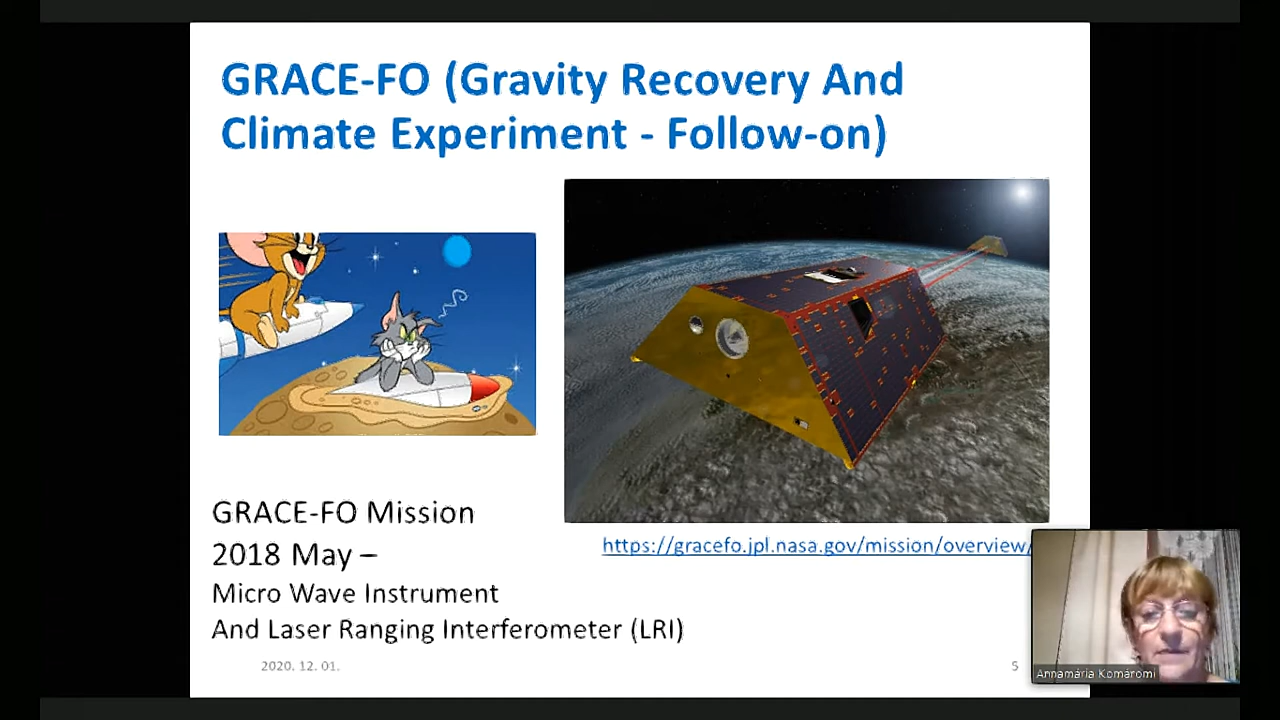 GRACE-FO (Gravity Recovery And
Climate Experiment - Follow-on)
GRACE-FO Mission
2018 May –
Micro Wave Instrument
And Laser Ranging Interferometer (LRI)
https://gracefo.jpl.nasa.gov/mission/overview/
2020. 12. 01.
5
Annamária Komáromi